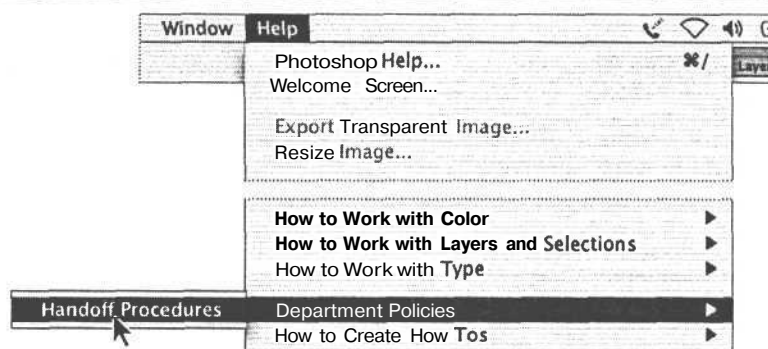 Window Help
Photoshop Help... ⌘/
Layer
Welcome Screen...
Export Transparent Image...
Resize Image...
How to Work with Color
How to Work with Layers and Selections
How to Work with Type
Handoff Procedures Department Policies
How to Create How Tos